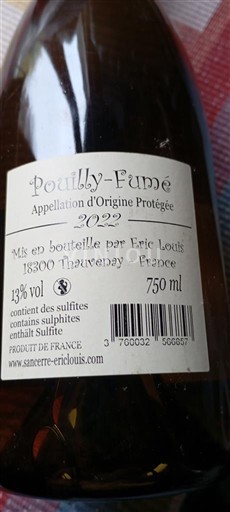 Pouilly-Fumé
Appellation d'Origine Protégée
2022
Mis en bouteille par Eric Louis
18300 Thauvenay France
13% vol
750 ml
contient des sulfites
contains sulphites
enthält Sulfite
PRODUIT DE FRANCE
www.sancerre-ericlouis.com
3 760032 566857